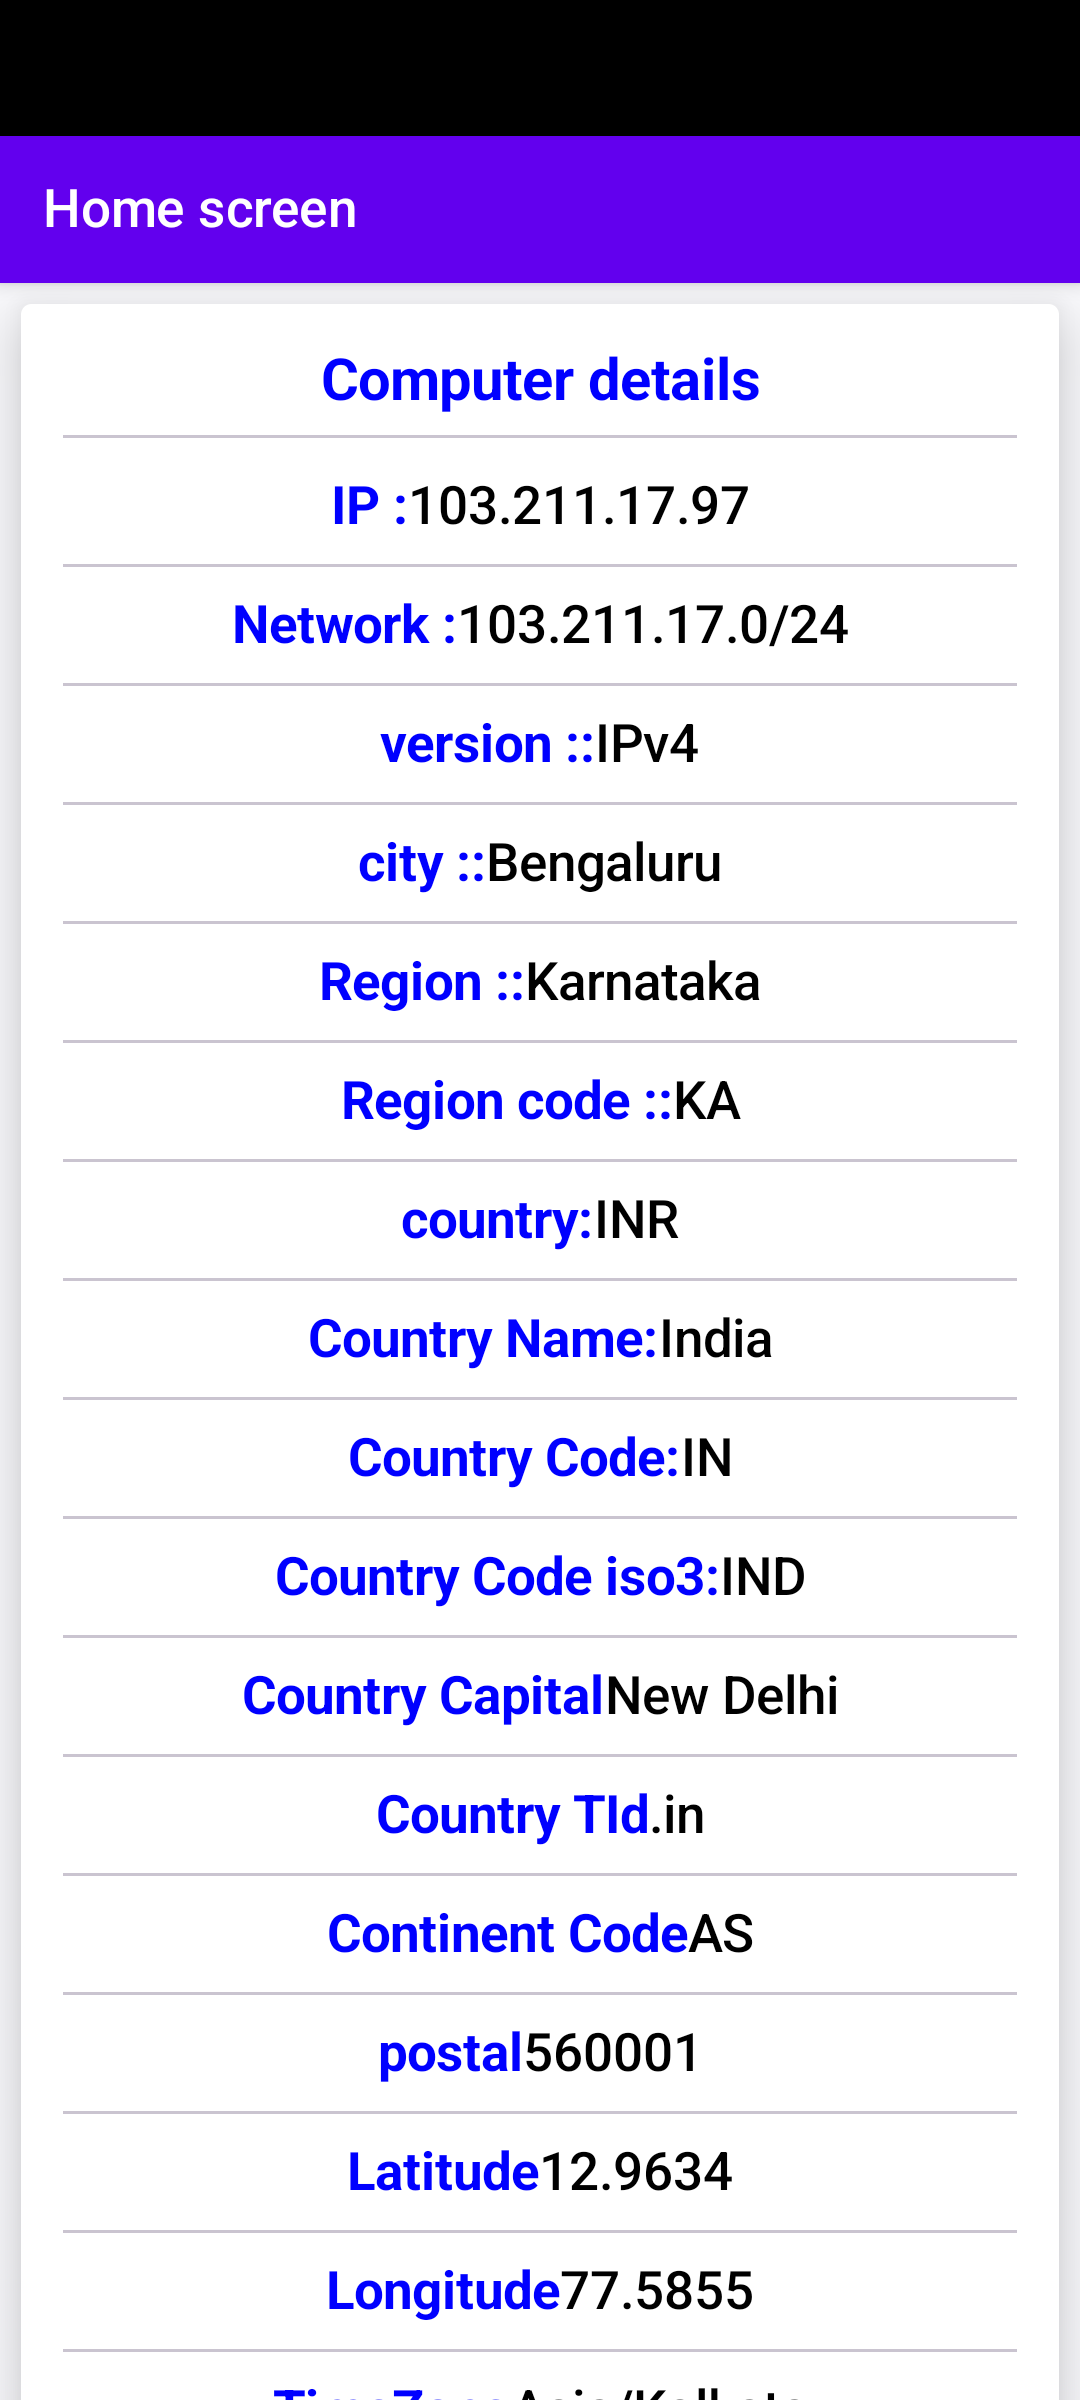 Home screen
Computer details
IP :103.211.17.97
Network :103.211.17.0/24
version ::IPv4
city ::Bengaluru
Region ::Karnataka
Region code ::KA
country:INR
Country Name:India
Country Code:IN
Country Code iso3:IND
Country CapitalNew Delhi
Country TId.in
Continent CodeAS
postal560001
Latitude12.9634
Longitude77.5855
TimeZoneAsia/Kolkata